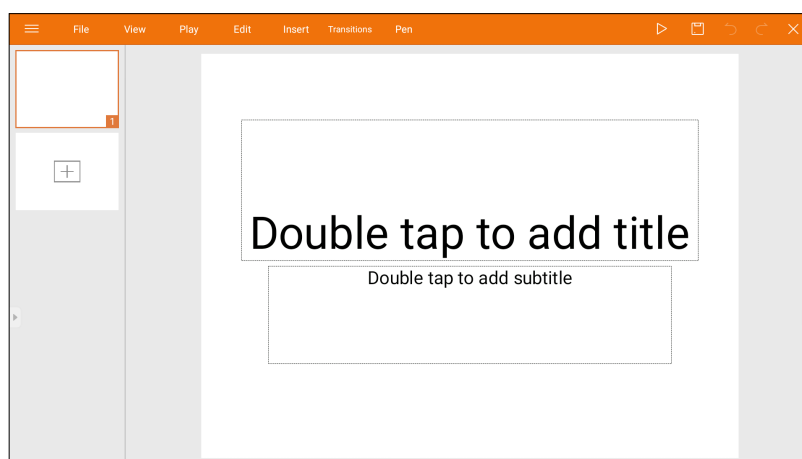 File View Play Edit Insert Transitions Pen
1
Double tap to add title
Double tap to add subtitle